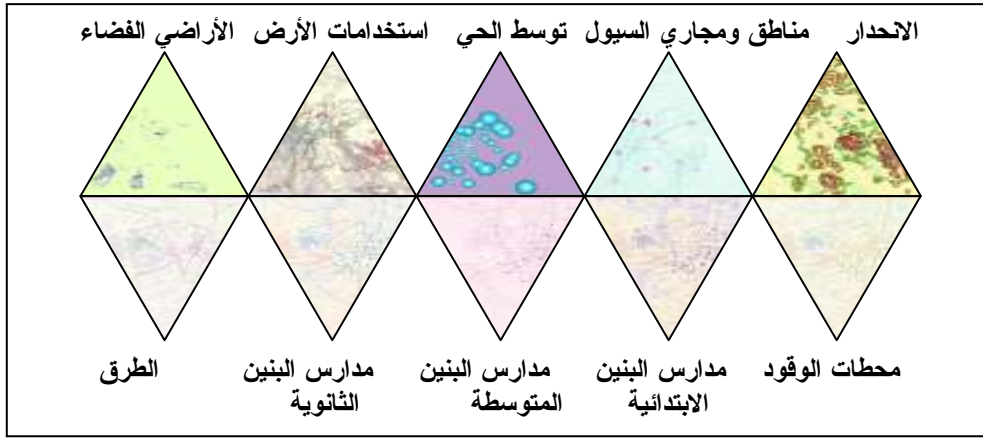 الانحدار
مناطق ومجاري السيول
توسط الحي
استخدامات الأرض
الأراضي الفضاء
محطات الوقود
مدارس البنين
الابتدائية
مدارس البنين
المتوسطة
مدارس البنين
الثانوية
الطرق